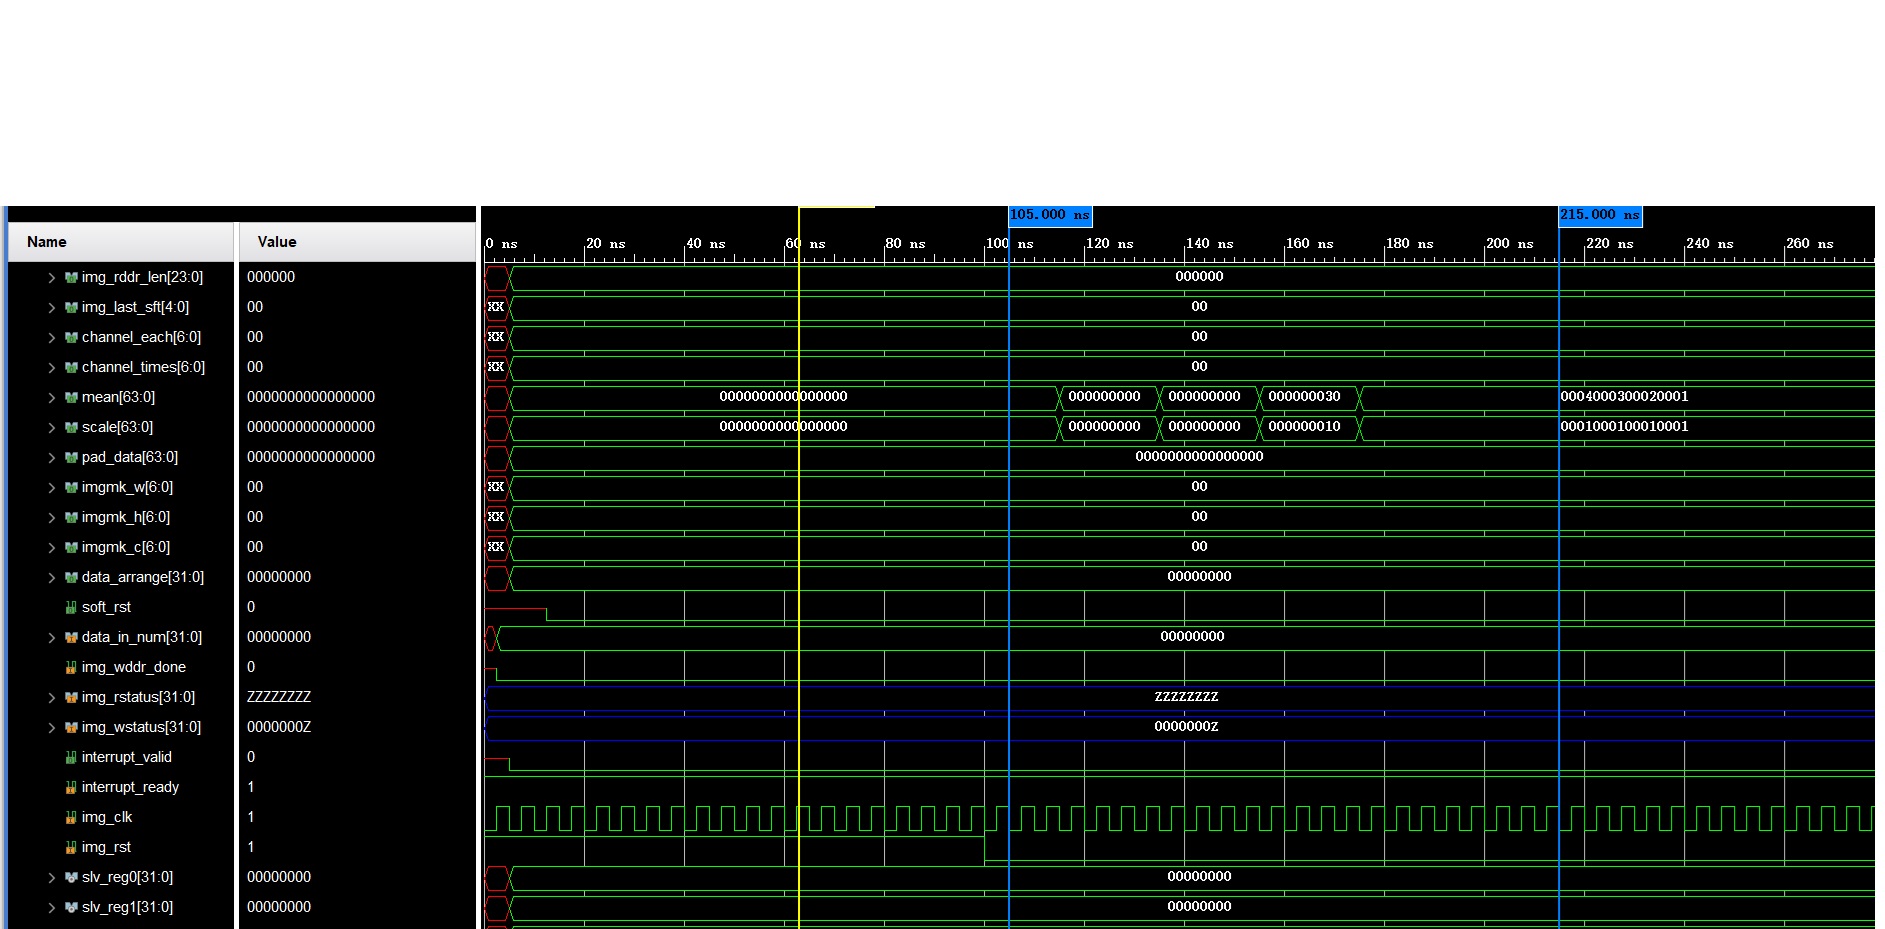 105.000 ns 215.000 ns
Name Value 0 ns 20 ns 40 ns 60 ns 80 ns 100 ns 120 ns 140 ns 160 ns 180 ns 200 ns 220 ns 240 ns 260 ns
img_rddr_len[23:0] 000000 000000
img_last_sft[4:0] 00 XX 00
channel_each[6:0] 00 XX 00
channel_times[6:0] 00 XX 00
mean[63:0] 0000000000000000 0000000000000000 000000000 000000000 000000030 0004000300020001
scale[63:0] 0000000000000000 0000000000000000 000000000 000000000 000000010 0001000100010001
pad_data[63:0] 0000000000000000 0000000000000000
imgmk_w[6:0] 00 XX 00
imgmk_h[6:0] 00 XX 00
imgmk_c[6:0] 00 XX 00
data_arrange[31:0] 00000000 00000000
soft_rst 0
data_in_num[31:0] 00000000 00000000
img_wddr_done 0
img_rstatus[31:0] ZZZZZZZZ ZZZZZZZZ
img_wstatus[31:0] 0000000Z 0000000Z
interrupt_valid 0
interrupt_ready 1
img_clk 1
img_rst 1
slv_reg0[31:0] 00000000 00000000
slv_reg1[31:0] 00000000 00000000